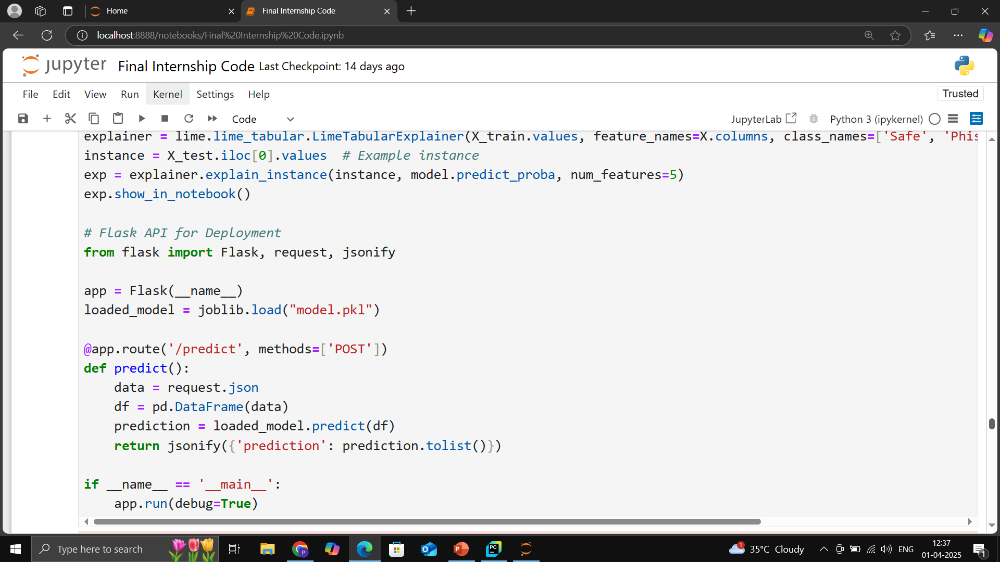 Home
Final Internship Code
localhost:8888/notebooks/Final%20Internship%20Code.ipynb
jupyter Final Internship Code Last Checkpoint: 14 days ago
File Edit View Run Kernel Settings Help
Trusted
Code
JupyterLab
Python 3 (ipykernel)
explainer = lime.lime_tabular.LimeTabularExplainer(X_train.values, feature_names=X.columns, class_names=['Safe', 'Phis
instance = X_test.iloc[0].values  # Example instance
exp = explainer.explain_instance(instance, model.predict_proba, num_features=5)
exp.show_in_notebook()
# Flask API for Deployment
from flask import Flask, request, jsonify
app = Flask(__name__)
loaded_model = joblib.load("model.pkl")
@app.route('/predict', methods=['POST'])
def predict():
    data = request.json
    df = pd.DataFrame(data)
    prediction = loaded_model.predict(df)
    return jsonify({'prediction': prediction.tolist()})
if __name__ == '__main__':
    app.run(debug=True)
Type here to search
P
PC
P
1
35°C Cloudy
ENG
12:37
01-04-2025
1